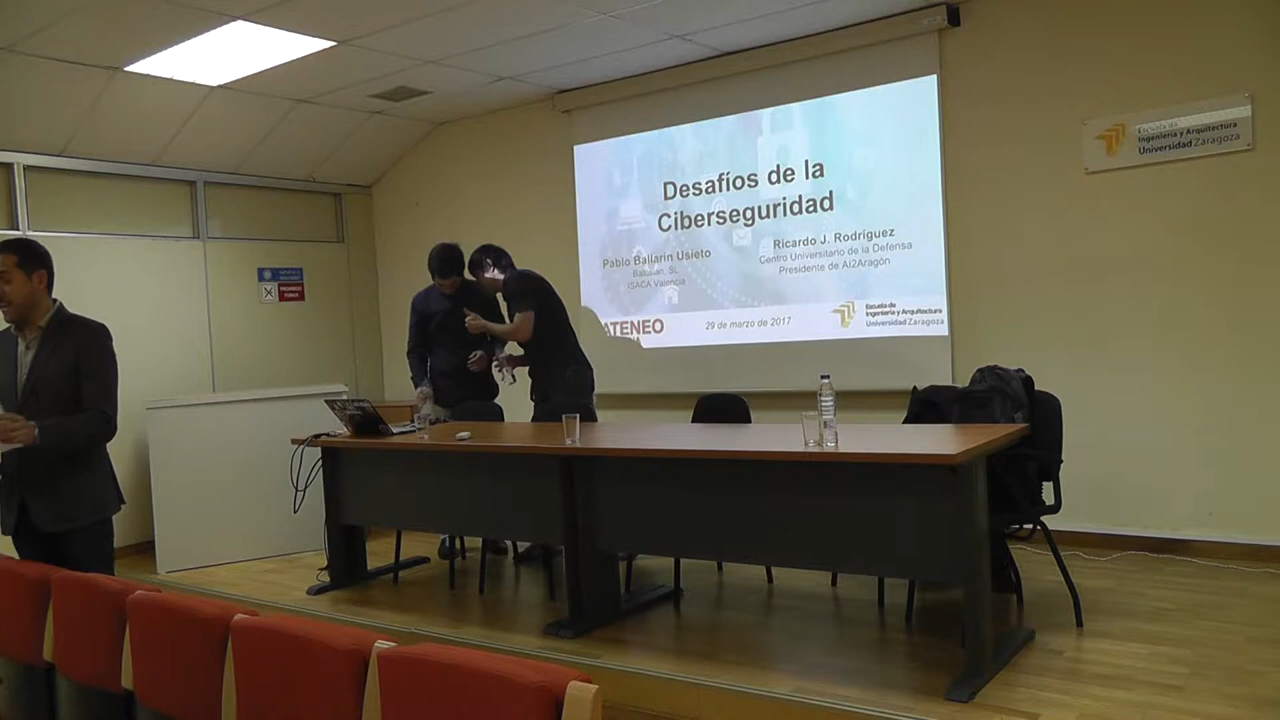 Desafíos de la
Ciberseguridad
Pablo Ballarín Usieto
Balusian, SL
ISACA Valencia
Ricardo J. Rodríguez
Centro Universitario de la Defensa
Presidente de AI2Aragón
ATENEO
29 de marzo de 2017
Escuela de
Ingeniería y Arquitectura
Universidad Zaragoza
Escuela de
Ingeniería y Arquitectura
Universidad Zaragoza
PROHIBIDO